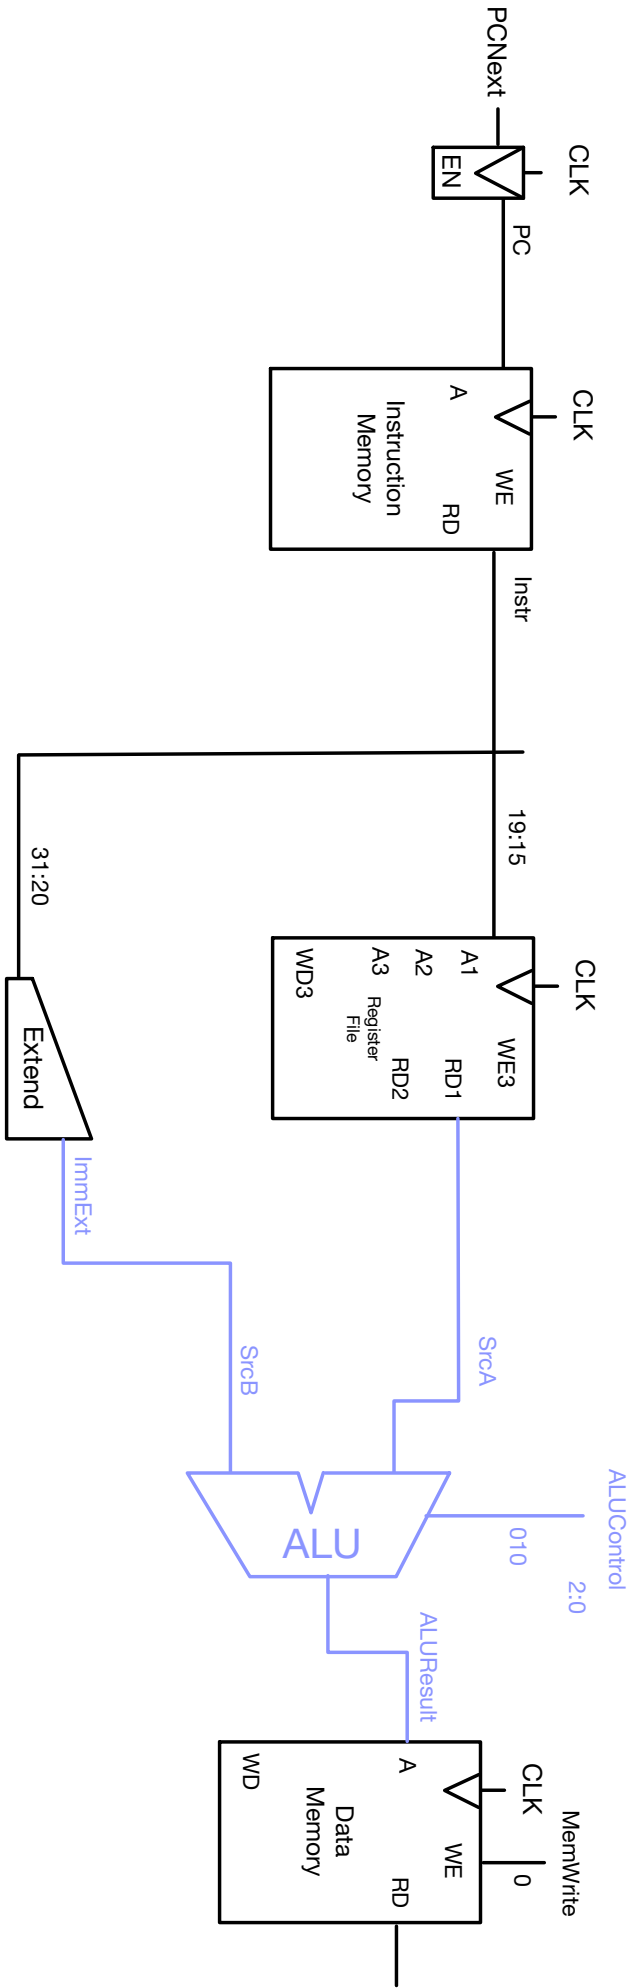 PCNext
CLK
EN
PC
CLK
A
WE
RD
Instruction
Memory
Instr
19:15
31:20
CLK
A1
A2
A3
WD3
WE3
RD1
RD2
Register
File
Extend
ImmExt
SrcA
SrcB
ALUControl
2:0
010
ALU
ALUResult
CLK
MemWrite
0
A
WE
RD
WD
Data
Memory